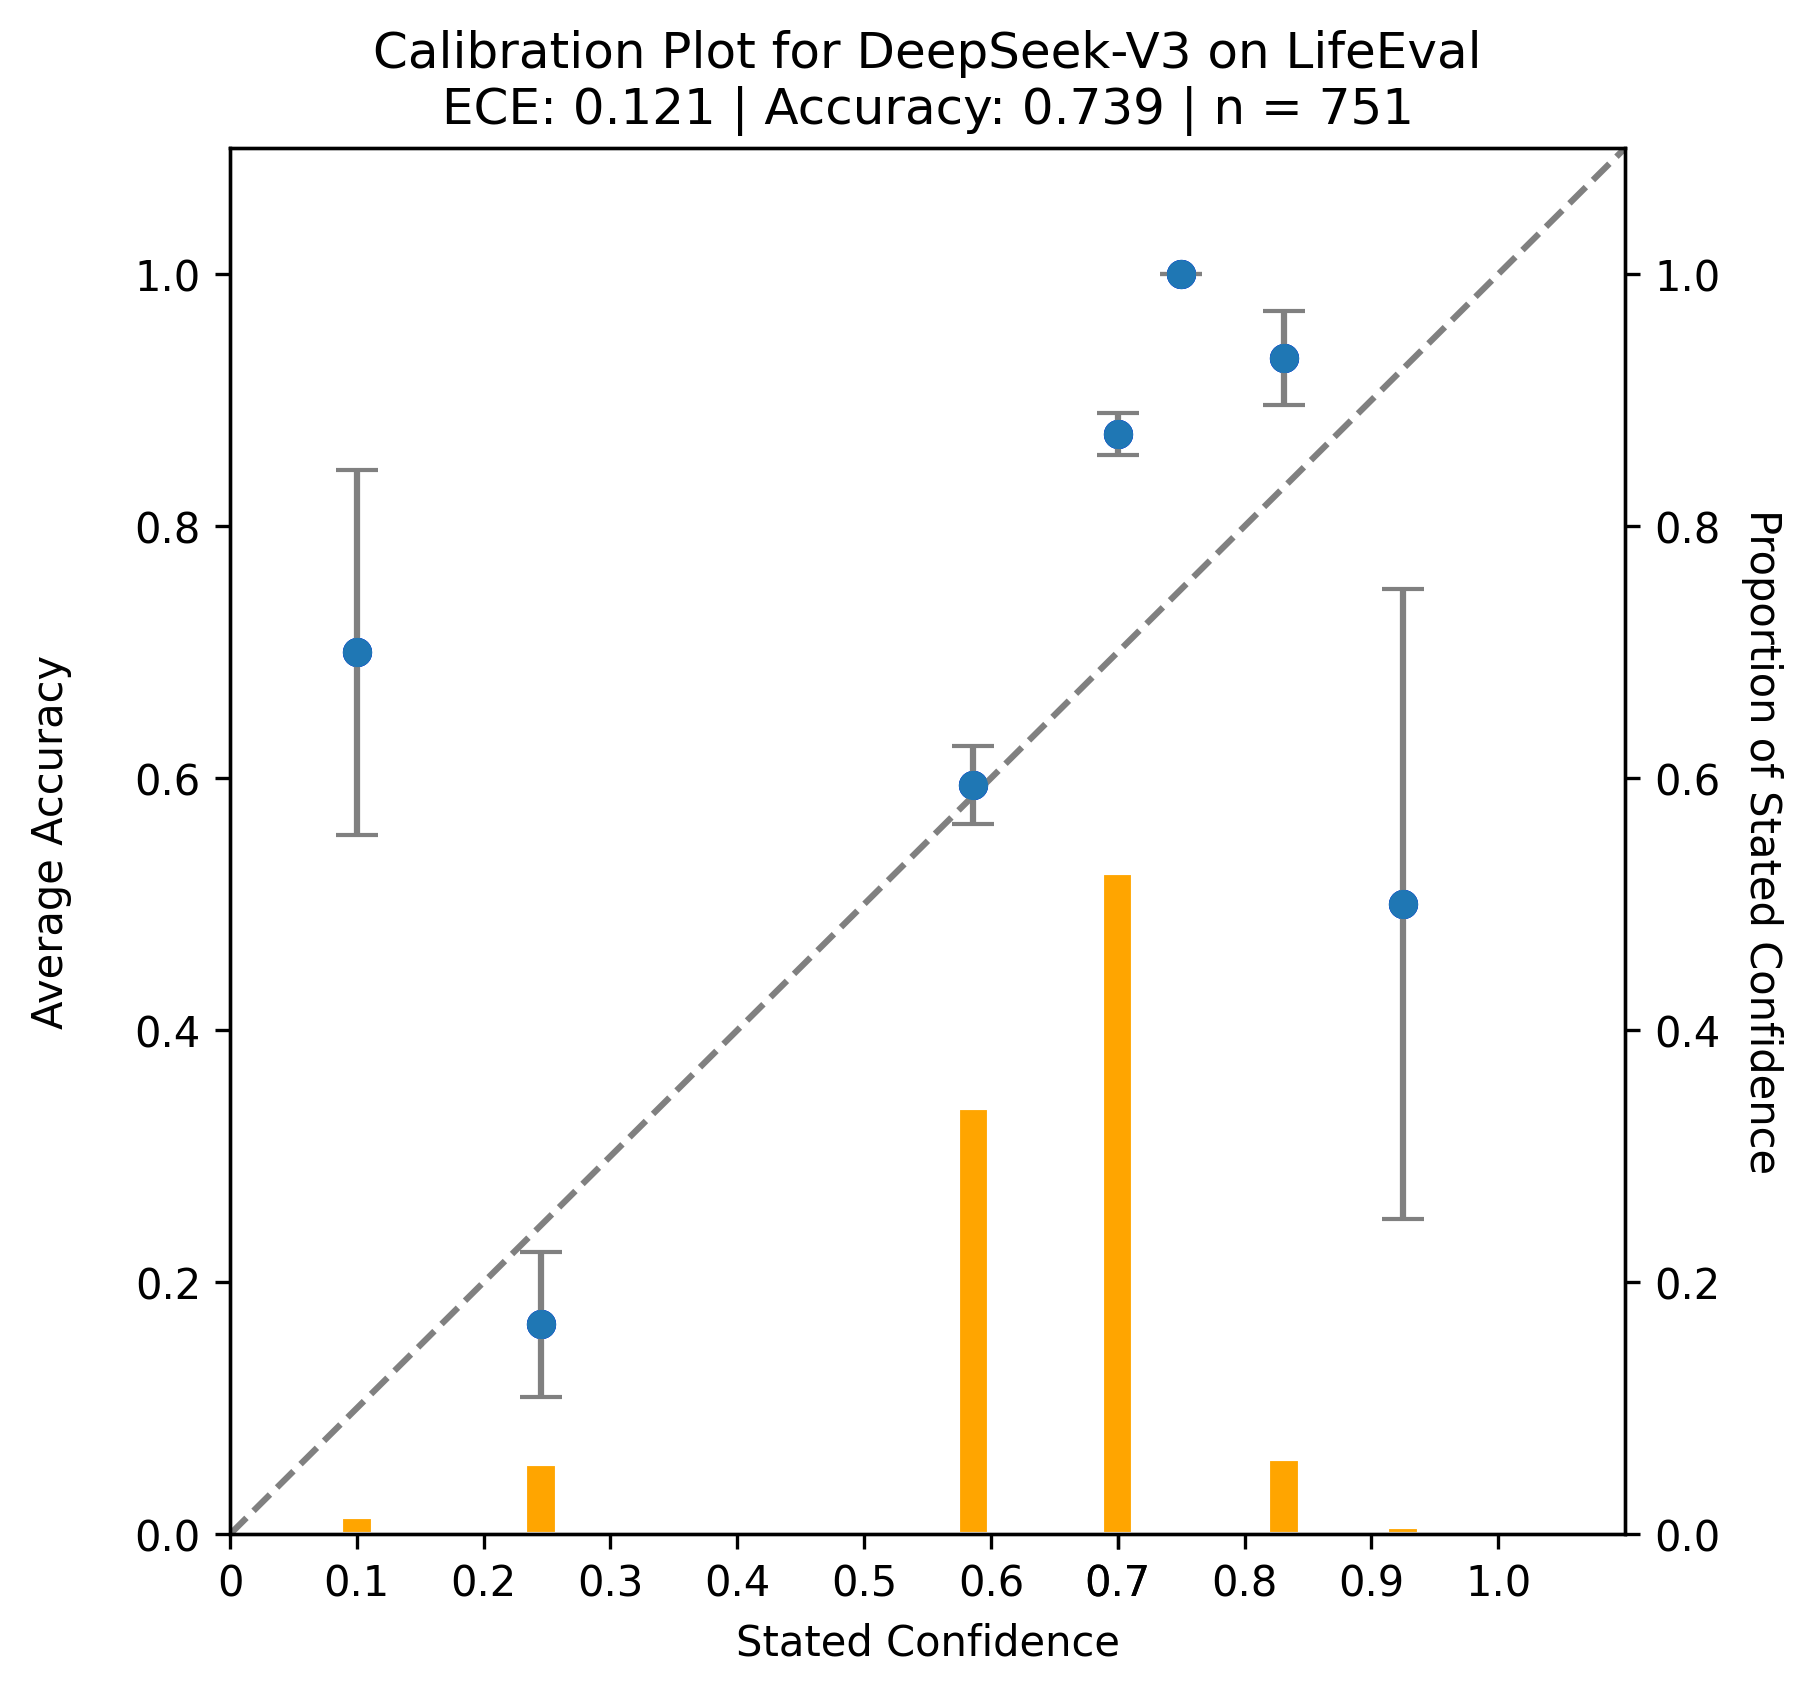 Calibration Plot for DeepSeek-V3 on LifeEval
ECE: 0.121 | Accuracy: 0.739 | n = 751
Average Accuracy
1.0
0.8
0.6
0.4
0.2
0.0
0 0.1 0.2 0.3 0.4 0.5 0.6 0.7 0.8 0.9 1.0
Stated Confidence
1.0
0.8
0.6
0.4
0.2
0.0
Proportion of Stated Confidence